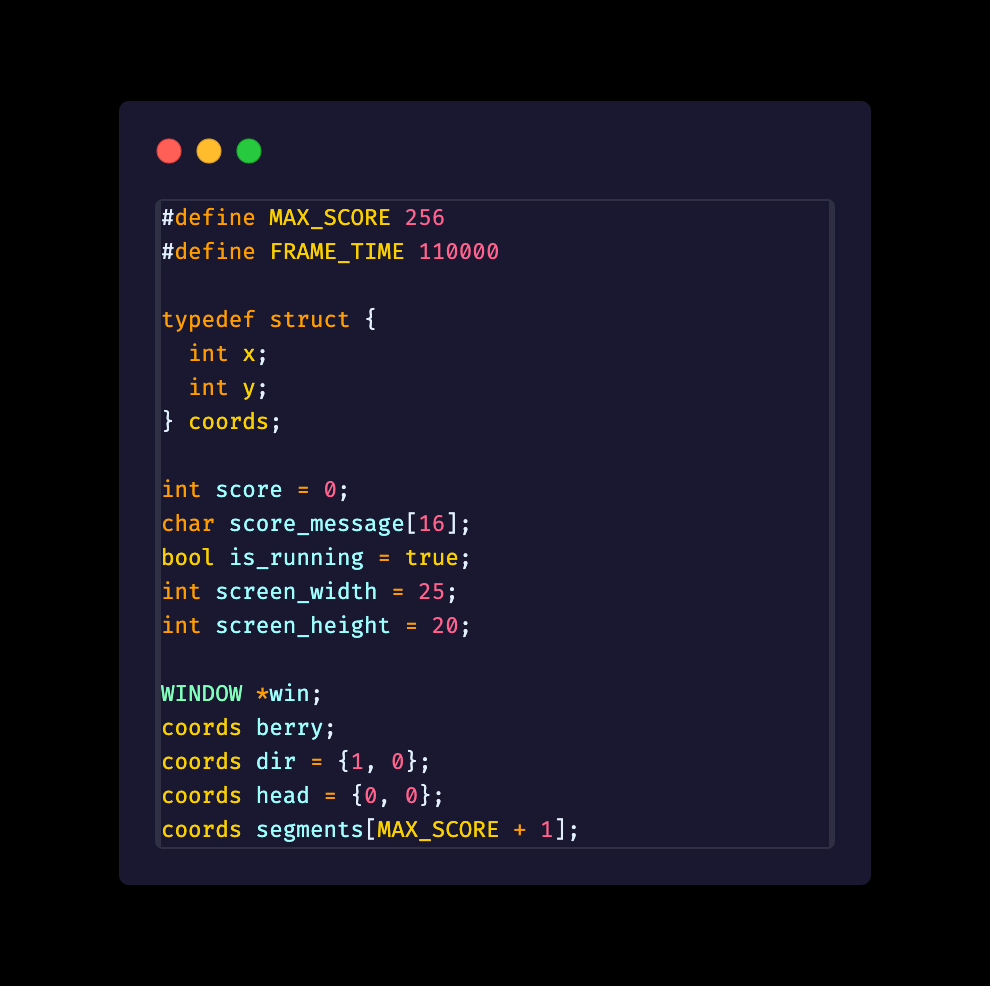 #define MAX_SCORE 256
#define FRAME_TIME 110000

typedef struct {
  int x;
  int y;
} coords;

int score = 0;
char score_message[16];
bool is_running = true;
int screen_width = 25;
int screen_height = 20;

WINDOW *win;
coords berry;
coords dir = {1, 0};
coords head = {0, 0};
coords segments[MAX_SCORE + 1];